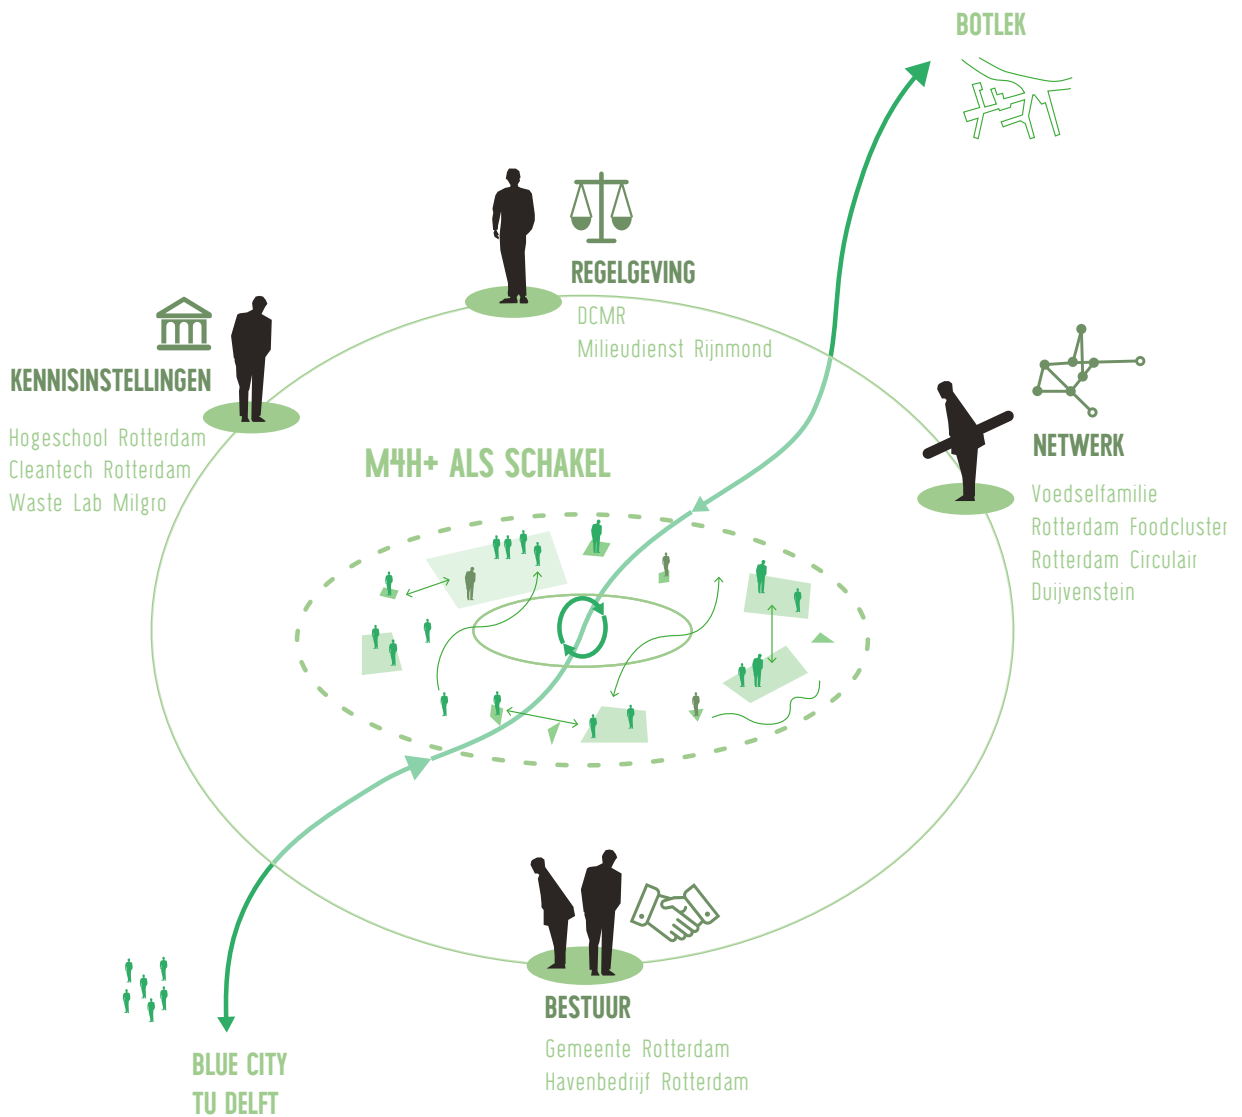 BOTLEK
REGELGEVING
DCMR
Milieudienst Rijnmond
KENNISINSTELLINGEN
Hogeschool Rotterdam
Cleantech Rotterdam
Waste Lab Milgro
NETWERK
Voedselfamilie
Rotterdam Foodcluster
Rotterdam Circulair
Duijvenstein
M4H+ ALS SCHAKEL
BESTUUR
Gemeente Rotterdam
Havenbedrijf Rotterdam
BLUE CITY
TU DELFT